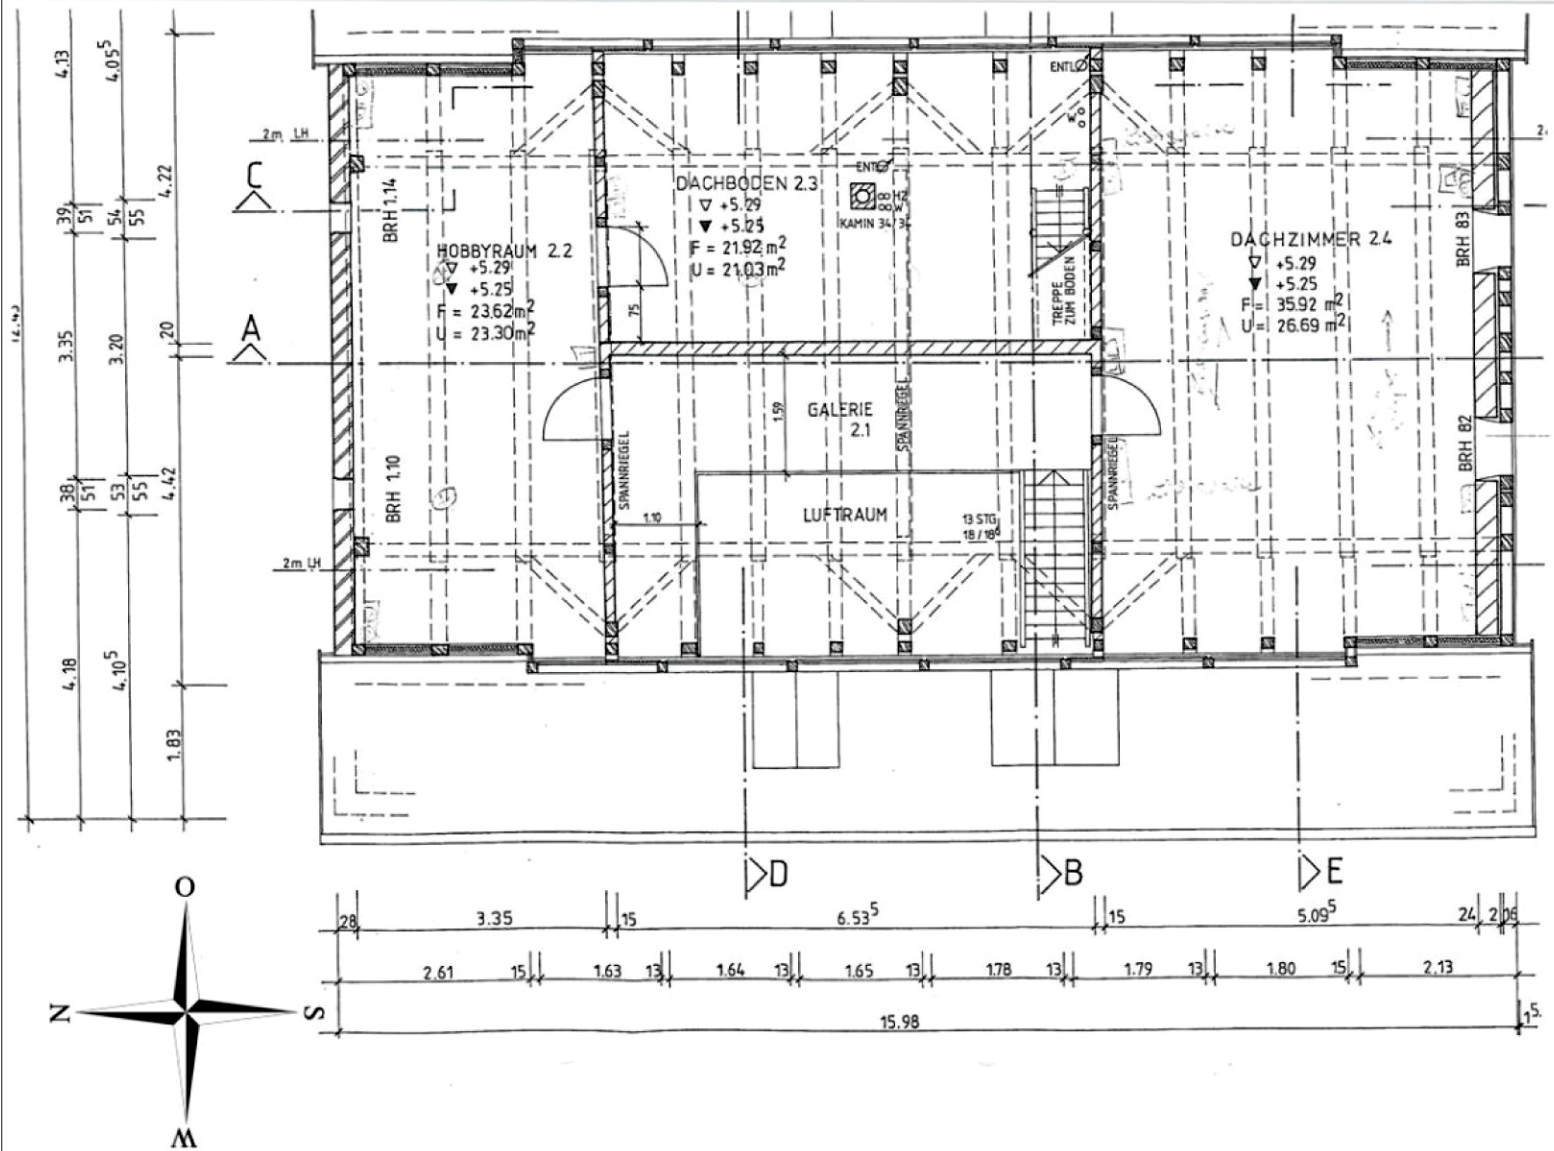 ENTL
2m LH
C
DACHBODEN 2.3
▽ +5.29
▼ +5.25
F = 21.92 m²
U = 21.03 m²
ENTL
HZ
W
KAMIN 34/34
W
HOBBYRAUM 2.2
▽ +5.29
▼ +5.25
F = 23.62 m²
U = 23.30 m²
DACHZIMMER 2.4
▽ +5.29
▼ +5.25
F = 35.92 m²
U = 26.69 m²
BRH 1.14
BRH 83
TREPPE
ZUM BODEN
75
A
GALERIE
2.1
1.59
SPANNRIEGEL
SPANNRIEGEL
SPANNRIEGEL
BRH 1.10
BRH 82
LUFTRAUM
1.10
13 STG
18/18⁶
2m LH
4.13
39
51
3.35
38
51
4.18
4.05⁵
54
55
3.20
53
55
4.10⁵
4.22
20
4.42
1.83
D
B
E
28
3.35
15
6.53⁵
15
5.09⁵
24
2
16
2.61
15
1.63
13
1.64
13
1.65
13
1.78
13
1.79
13
1.80
15
2.13
15.98
1⁵
O
N
S
W